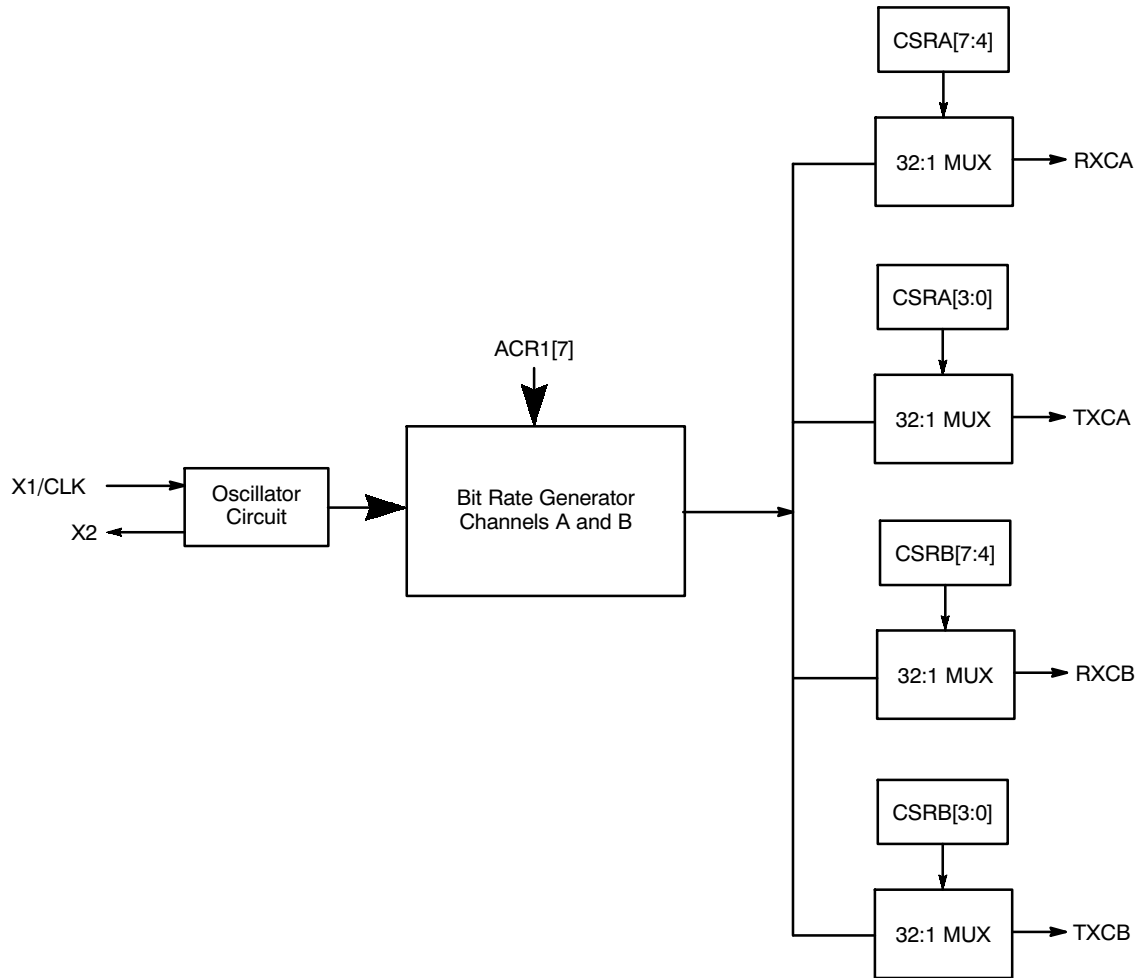 CSRA[7:4]
32:1 MUX
RXCA
CSRA[3:0]
ACR1[7]
32:1 MUX
TXCA
X1/CLK
X2
Oscillator
Circuit
Bit Rate Generator
Channels A and B
CSRB[7:4]
32:1 MUX
RXCB
CSRB[3:0]
32:1 MUX
TXCB